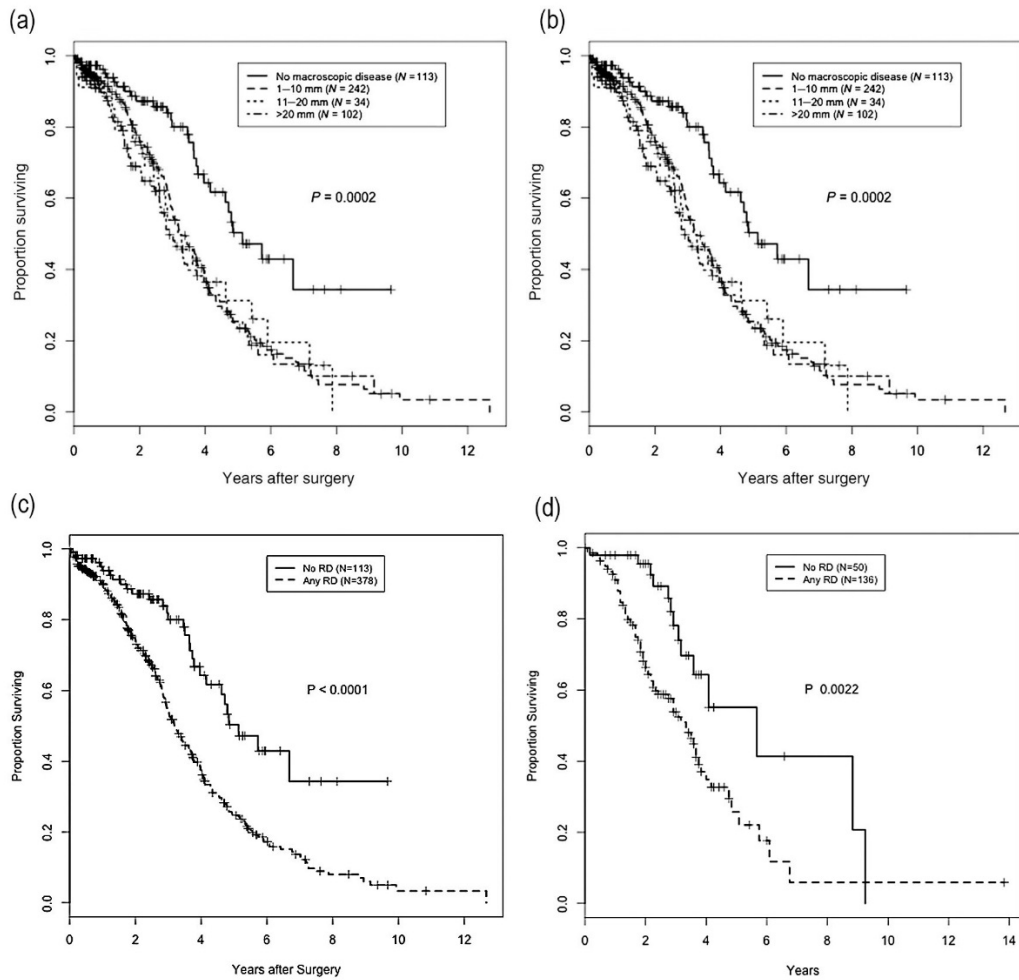 (a)
Proportion surviving
1.0
0.8
0.6
0.4
0.2
0.0
No macroscopic disease (N=113)
1–10 mm (N = 242)
11–20 mm (N = 34)
>20 mm (N = 102)
P = 0.0002
0 2 4 6 8 10 12
Years after surgery
(b)
Proportion surviving
1.0
0.8
0.6
0.4
0.2
0.0
No macroscopic disease (N=113)
1–10 mm (N = 242)
11–20 mm (N = 34)
>20 mm (N = 102)
P = 0.0002
0 2 4 6 8 10 12
Years after surgery
(c)
Proportion Surviving
1.0
0.8
0.6
0.4
0.2
0.0
No RD (N=113)
Any RD (N=378)
P < 0.0001
0 2 4 6 8 10 12
Years after Surgery
(d)
Proportion Surviving
1.0
0.8
0.6
0.4
0.2
0.0
No RD (N=50)
Any RD (N=136)
P 0.0022
0 2 4 6 8 10 12 14
Years